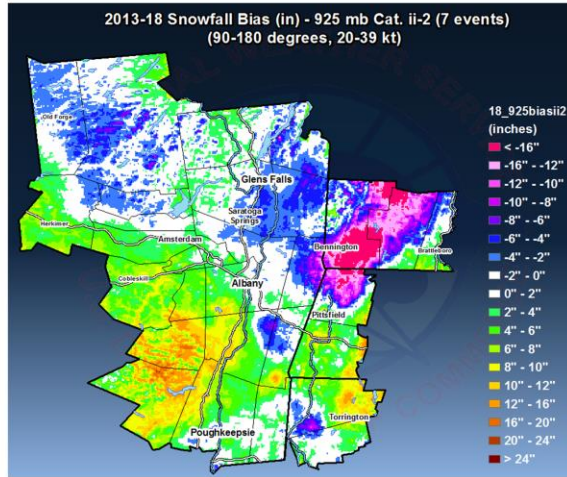 2013-18 Snowfall Bias (in) - 925 mb Cat. ii-2 (7 events)
(90-180 degrees, 20-39 kt)
18_925biasii2
(inches)
< -16"
-16" - -12"
-12" - -10"
-10" - -8"
-8" - -6"
-6" - -4"
-4" - -2"
-2" - 0"
0" - 2"
2" - 4"
4" - 6"
6" - 8"
8" - 10"
10" - 12"
12" - 16"
16" - 20"
20" - 24"
> 24"
Old Forge
Glens Falls
Saratoga
Springs
Herkimer
Amsterdam
Bennington
Brattleboro
Cobleskill
Albany
Pittsfield
Torrington
Poughkeepsie